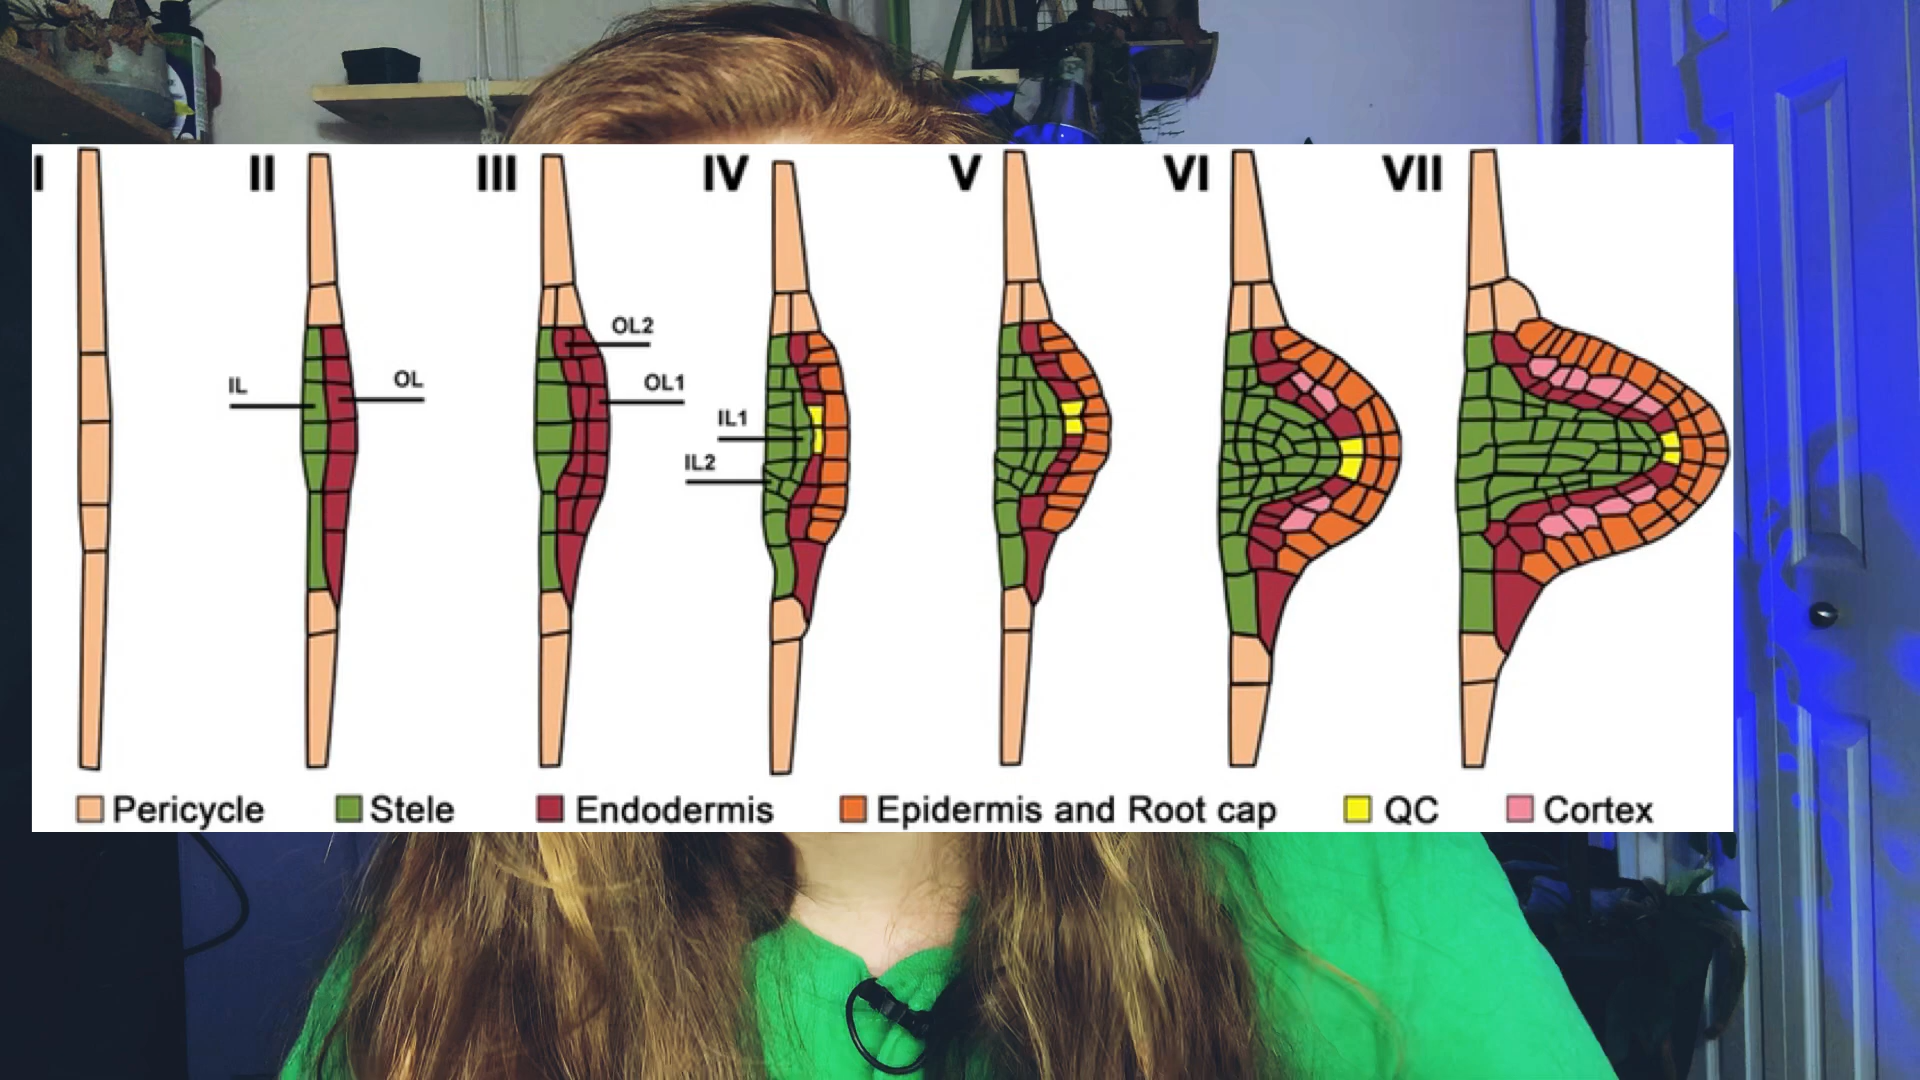 I II III IV V VI VII
OL2
IL OL OL1
IL1
IL2
Pericycle Stele Endodermis Epidermis and Root cap QC Cortex